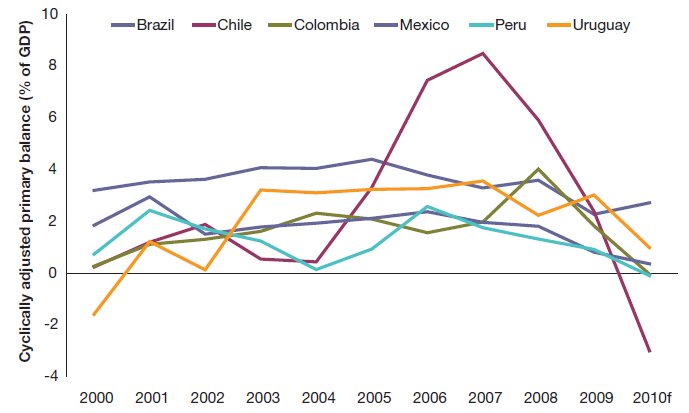 Cyclically adjusted primary balance (% of GDP)
Brazil Chile Colombia Mexico Peru Uruguay
10
8
6
4
2
0
-2
-4
2000 2001 2002 2003 2004 2005 2006 2007 2008 2009 2010f